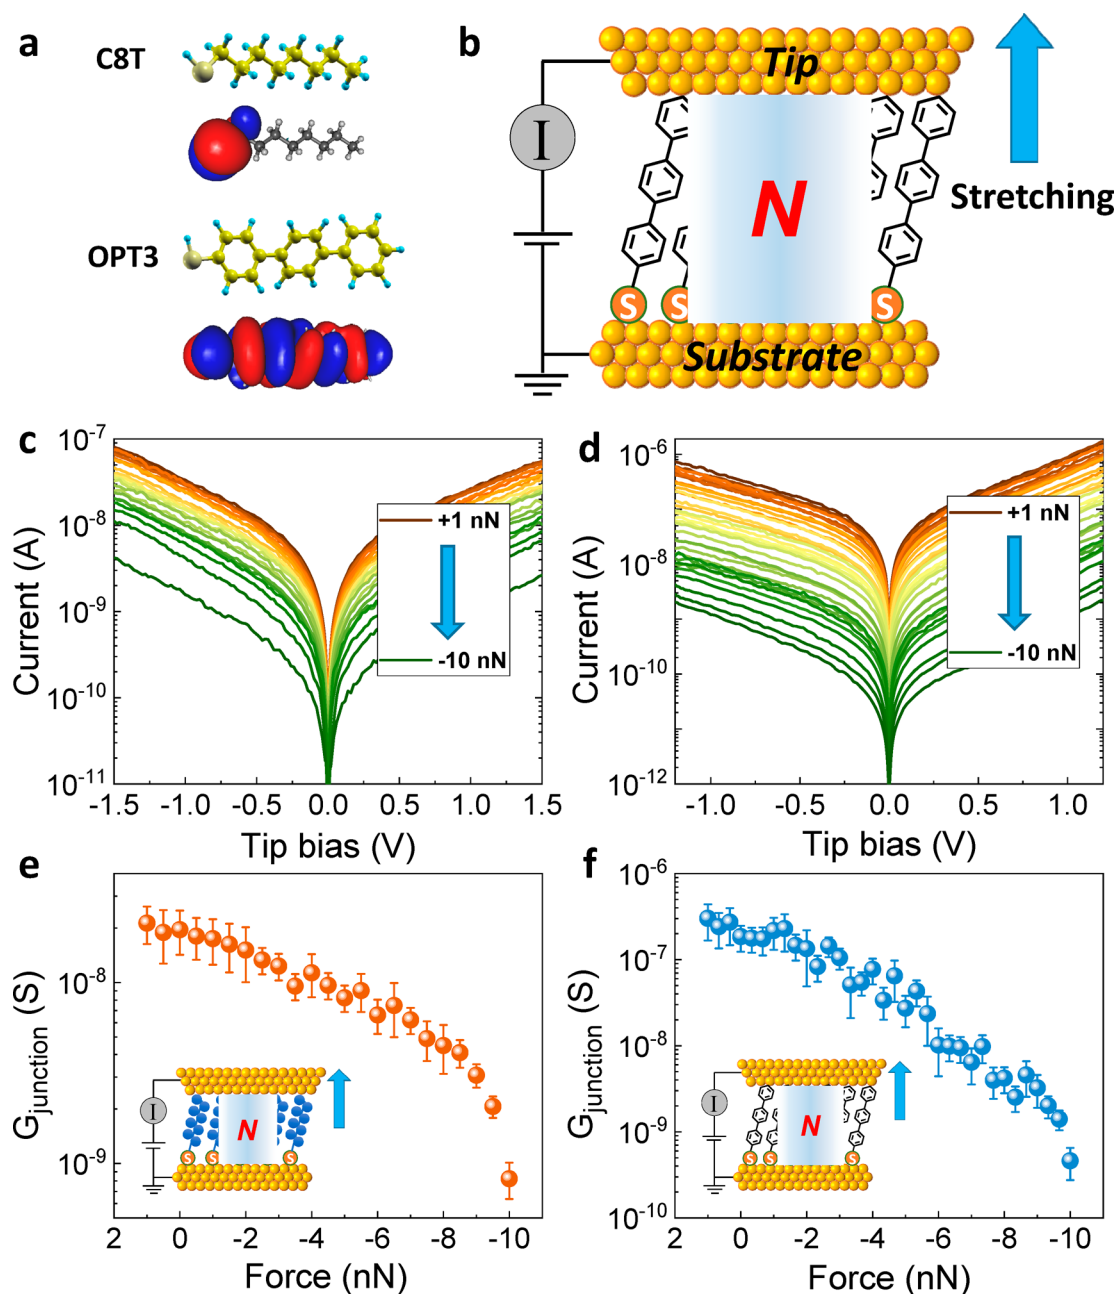 a
C8T
OPT3
b
Tip
I
N
S S S
Substrate
Stretching
c
10⁻⁷
10⁻⁸
10⁻⁹
10⁻¹⁰
10⁻¹¹
Current (A)
+1 nN
-10 nN
-1.5 -1.0 -0.5 0.0 0.5 1.0 1.5
Tip bias (V)
d
10⁻⁶
10⁻⁸
10⁻¹⁰
10⁻¹²
Current (A)
+1 nN
-10 nN
-1.0 -0.5 0.0 0.5 1.0
Tip bias (V)
e
10⁻⁸
10⁻⁹
G_junction (S)
I
N
S S S
2 0 -2 -4 -6 -8 -10
Force (nN)
f
10⁻⁶
10⁻⁷
10⁻⁸
10⁻⁹
10⁻¹⁰
G_junction (S)
I
N
S S S
2 0 -2 -4 -6 -8 -10
Force (nN)